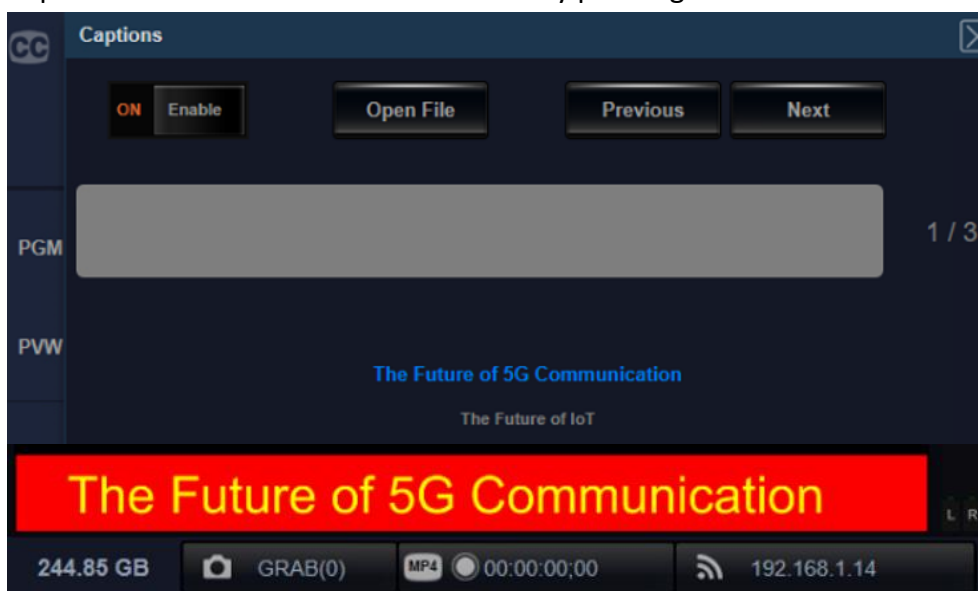 CC
Captions
ON Enable Open File Previous Next
1 / 3
PGM
PVW
The Future of 5G Communication
The Future of IoT
The Future of 5G Communication
L R
244.85 GB GRAB(0) MP4 00:00:00;00 192.168.1.14